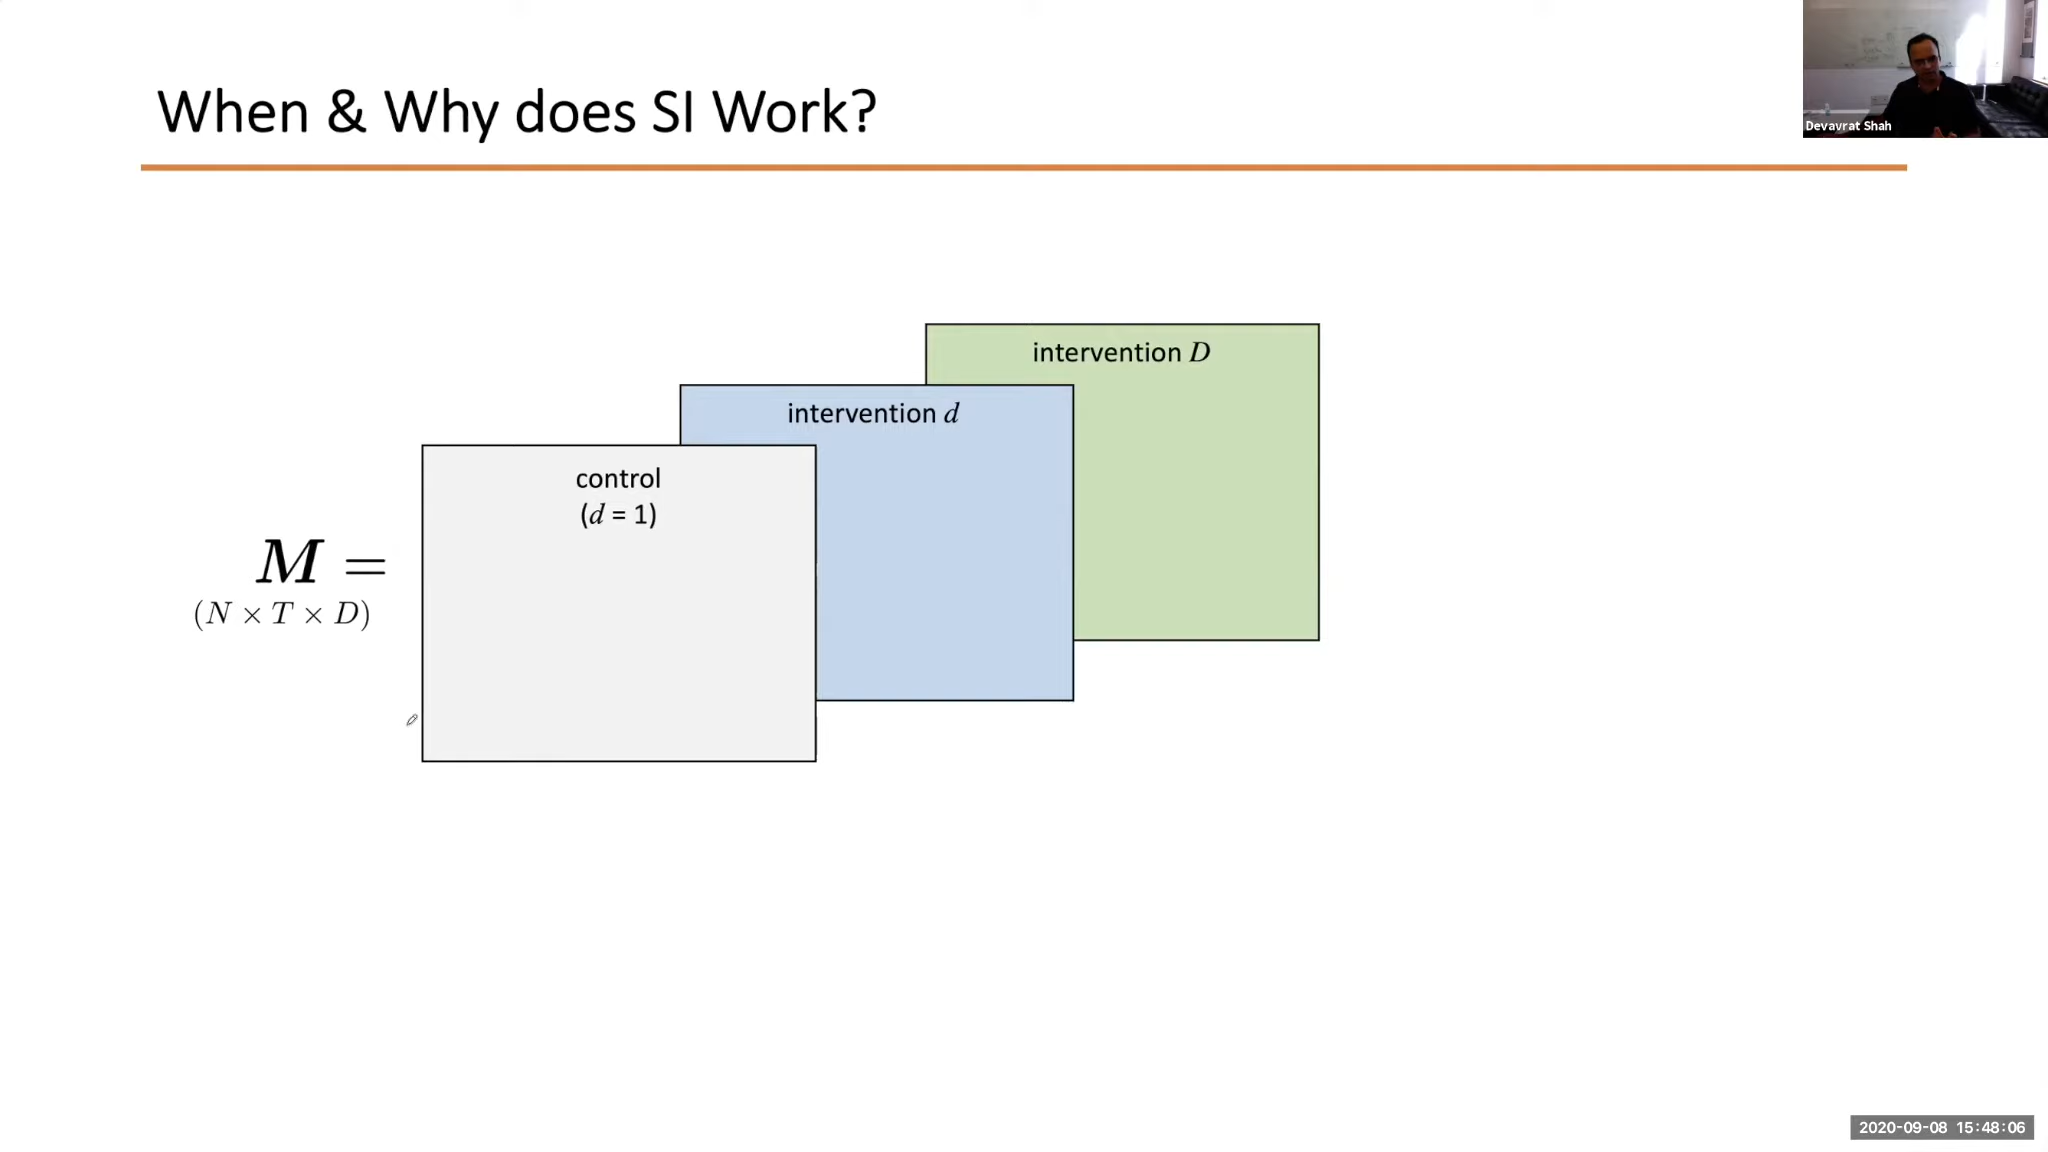 When & Why does SI Work?
Devavrat Shah
intervention D
intervention d
control
(d = 1)
M =
(N × T × D)
2020-09-08 15:48:06